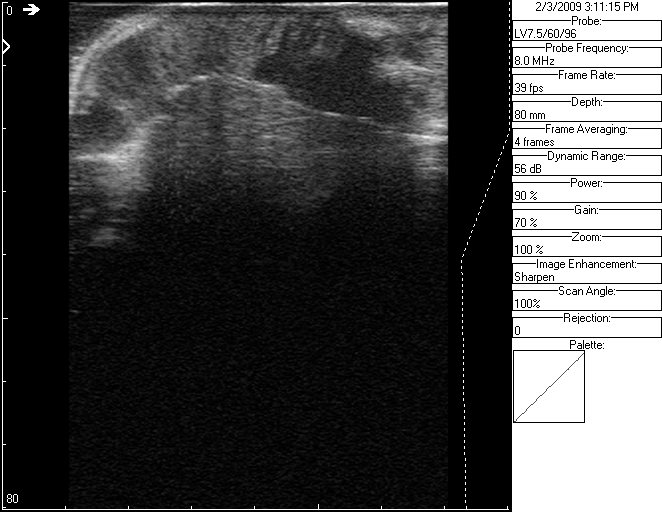 0
80
2/3/2009 3:11:15 PM
Probe:
LV7.5/60/96
Probe Frequency:
8.0 MHz
Frame Rate:
39 fps
Depth:
80 mm
Frame Averaging:
4 frames
Dynamic Range:
56 dB
Power:
90 %
Gain:
70 %
Zoom:
100 %
Image Enhancement:
Sharpen
Scan Angle:
100%
Rejection:
0
Palette: